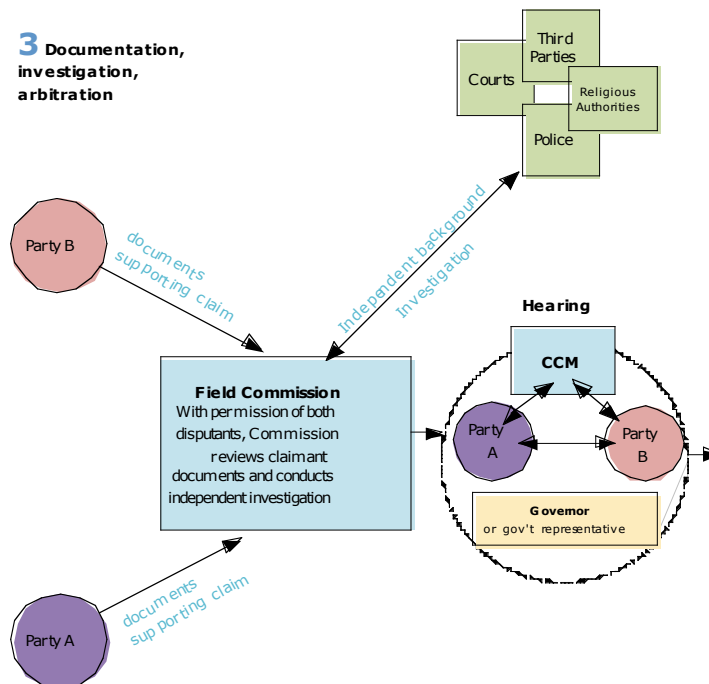 3 Documentation,
investigation,
arbitration
Third
Parties
Courts
Religious
Authorities
Police
Party B
documents
supporting claim
Independent background
Investigation
Hearing
CCM
Party
A
Party
B
Governor
or gov't representative
Field Commission
With permission of both
disputants, Commission
reviews claimant
documents and conducts
independent investigation
documents
supporting claim
Party A